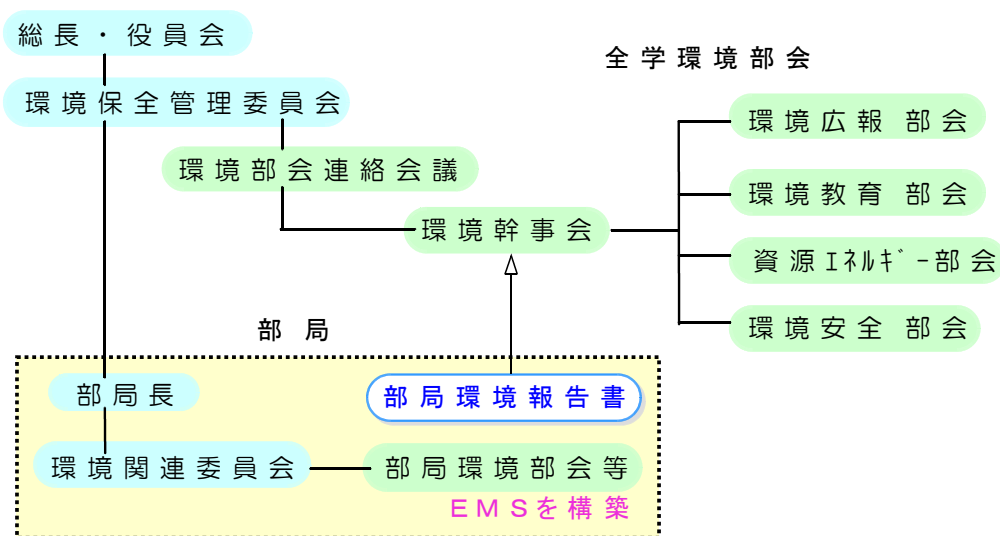 総長・役員会
全学環境部会
環境保全管理委員会
環境広報 部会
環境部会連絡会議
環境教育 部会
環境幹事会
資源ｴﾈﾙｷﾞｰ部会
環境安全 部会
部局
部局長
部局環境報告書
環境関連委員会
部局環境部会等
ＥＭＳを構築